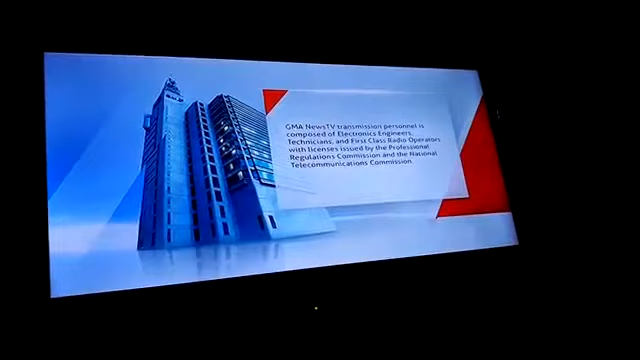 GMA NewsTV transmission personnel is
composed of Electronics Engineers,
Technicians, and First Class Radio Operators
with licenses issued by the Professional
Regulations Commission and the National
Telecommunications Commission.